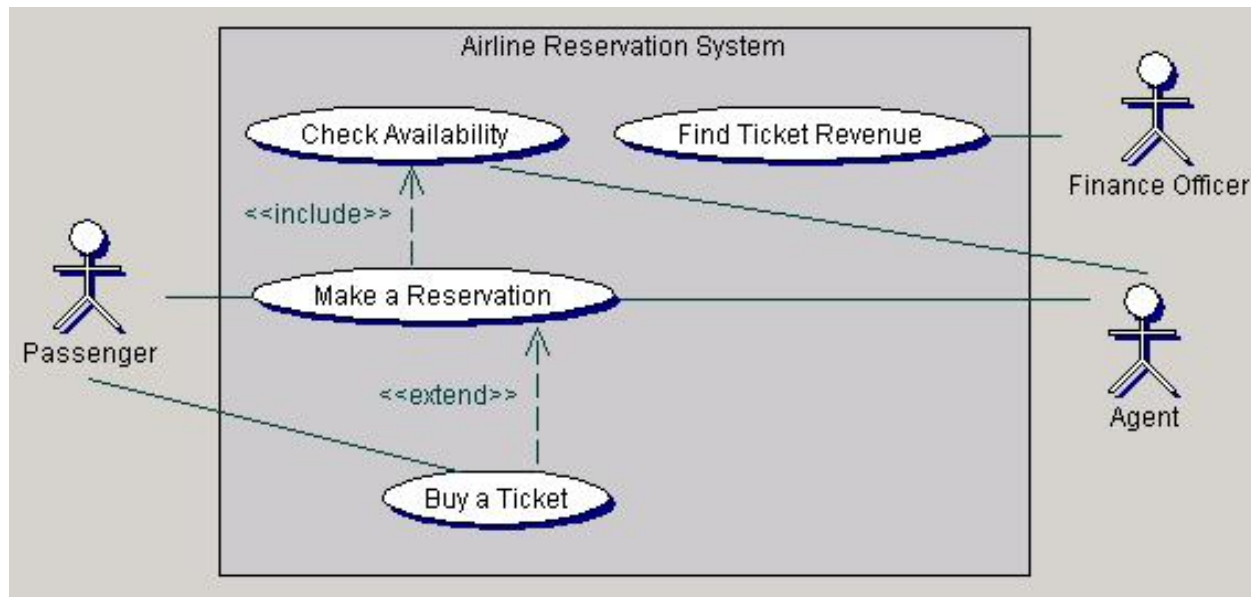 Airline Reservation System
Check Availability
Find Ticket Revenue
Finance Officer
<<include>>
Make a Reservation
Passenger
<<extend>>
Agent
Buy a Ticket